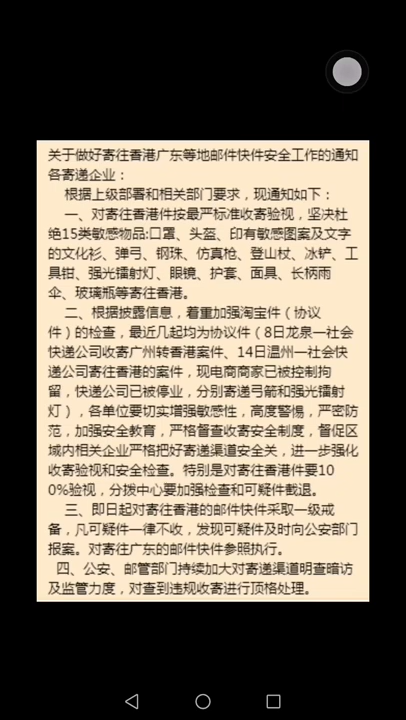 关于做好寄往香港广东等地邮件快件安全工作的通知
各寄递企业：
根据上级部署和相关部门要求，现通知如下：
一、对寄往香港件按最严标准收寄验视，坚决杜
绝15类敏感物品:口罩、头盔、印有敏感图案及文字
的文化衫、弹弓、钢珠、仿真枪、登山杖、冰铲、工
具钳、强光镭射灯、眼镜、护套、面具、长柄雨
伞、玻璃瓶等寄往香港。
二、根据披露信息，着重加强淘宝件（协议
件）的检查，最近几起均为协议件（8日龙泉一社会
快递公司收寄广州转香港案件、14日温州一社会快
递公司寄往香港的案件，现电商商家已被控制拘
留，快递公司已被停业，分别寄递弓箭和强光镭射
灯），各单位要切实增强敏感性，高度警惕，严密防
范，加强安全教育，严格督查收寄安全制度，督促区
域内相关企业严格把好寄递渠道安全关，进一步强化
收寄验视和安全检查。特别是对寄往香港件要10
0%验视，分拨中心要加强检查和可疑件截退。
三、即日起对寄往香港的邮件快件采取一级戒
备，凡可疑件一律不收，发现可疑件及时向公安部门
报案。对寄往广东的邮件快件参照执行。
四、公安、邮管部门持续加大对寄递渠道明查暗访
及监管力度，对查到违规收寄进行顶格处理。